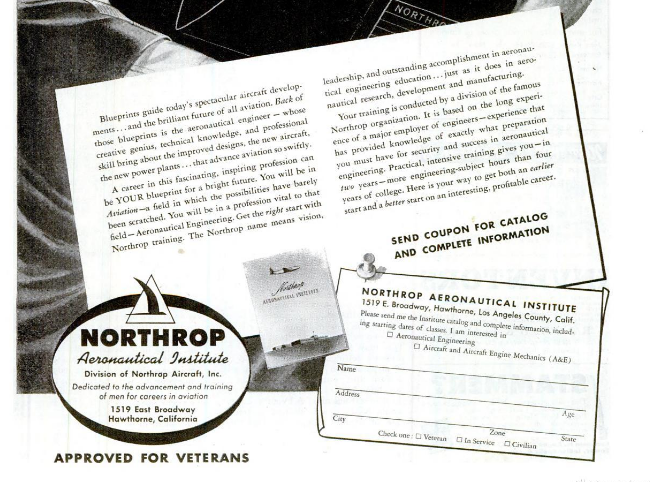 NORTHROP
Blueprints guide today's spectacular aircraft develop-
ments...and the brilliant future of all aviation. Back of
those blueprints is the aeronautical engineer — whose
creative genius, technical knowledge, and professional
skill bring about the improved designs, the new aircraft,
the new power plants...that advance aviation so swiftly.
A career in this fascinating, inspiring profession can
be YOUR blueprint for a bright future. You will be in
Aviation—a field in which the possibilities have barely
been scratched. You will be in a profession vital to that
field—Aeronautical Engineering. Get the right start with
Northrop training. The Northrop name means vision,
leadership, and outstanding accomplishment in aeronau-
tical engineering education...just as it does in aero-
nautical research, development and manufacturing.
Your training is conducted by a division of the famous
Northrop organization. It is based on the long experi-
ence of a major employer of engineers—experience that
has provided knowledge of exactly what preparation
you must have for security and success in aeronautical
engineering. Practical, intensive training gives you—in
two years—more engineering-subject hours than four
years of college. Here is your way to get both an earlier
start and a better start on an interesting, profitable career.
SEND COUPON FOR CATALOG
AND COMPLETE INFORMATION
Northrop
AERONAUTICAL INSTITUTE
NORTHROP
Aeronautical Institute
Division of Northrop Aircraft, Inc.
Dedicated to the advancement and training
of men for careers in aviation
1519 East Broadway
Hawthorne, California
APPROVED FOR VETERANS
NORTHROP AERONAUTICAL INSTITUTE
1519 E. Broadway, Hawthorne, Los Angeles County, Calif.
Please send me the Institute catalog and complete information, includ-
ing starting dates of classes. I am interested in
☐ Aeronautical Engineering
☐ Aircraft and Aircraft Engine Mechanics (A&E)
Name
Address Age
City Zone State
Check one: ☐ Veteran ☐ In Service ☐ Civilian